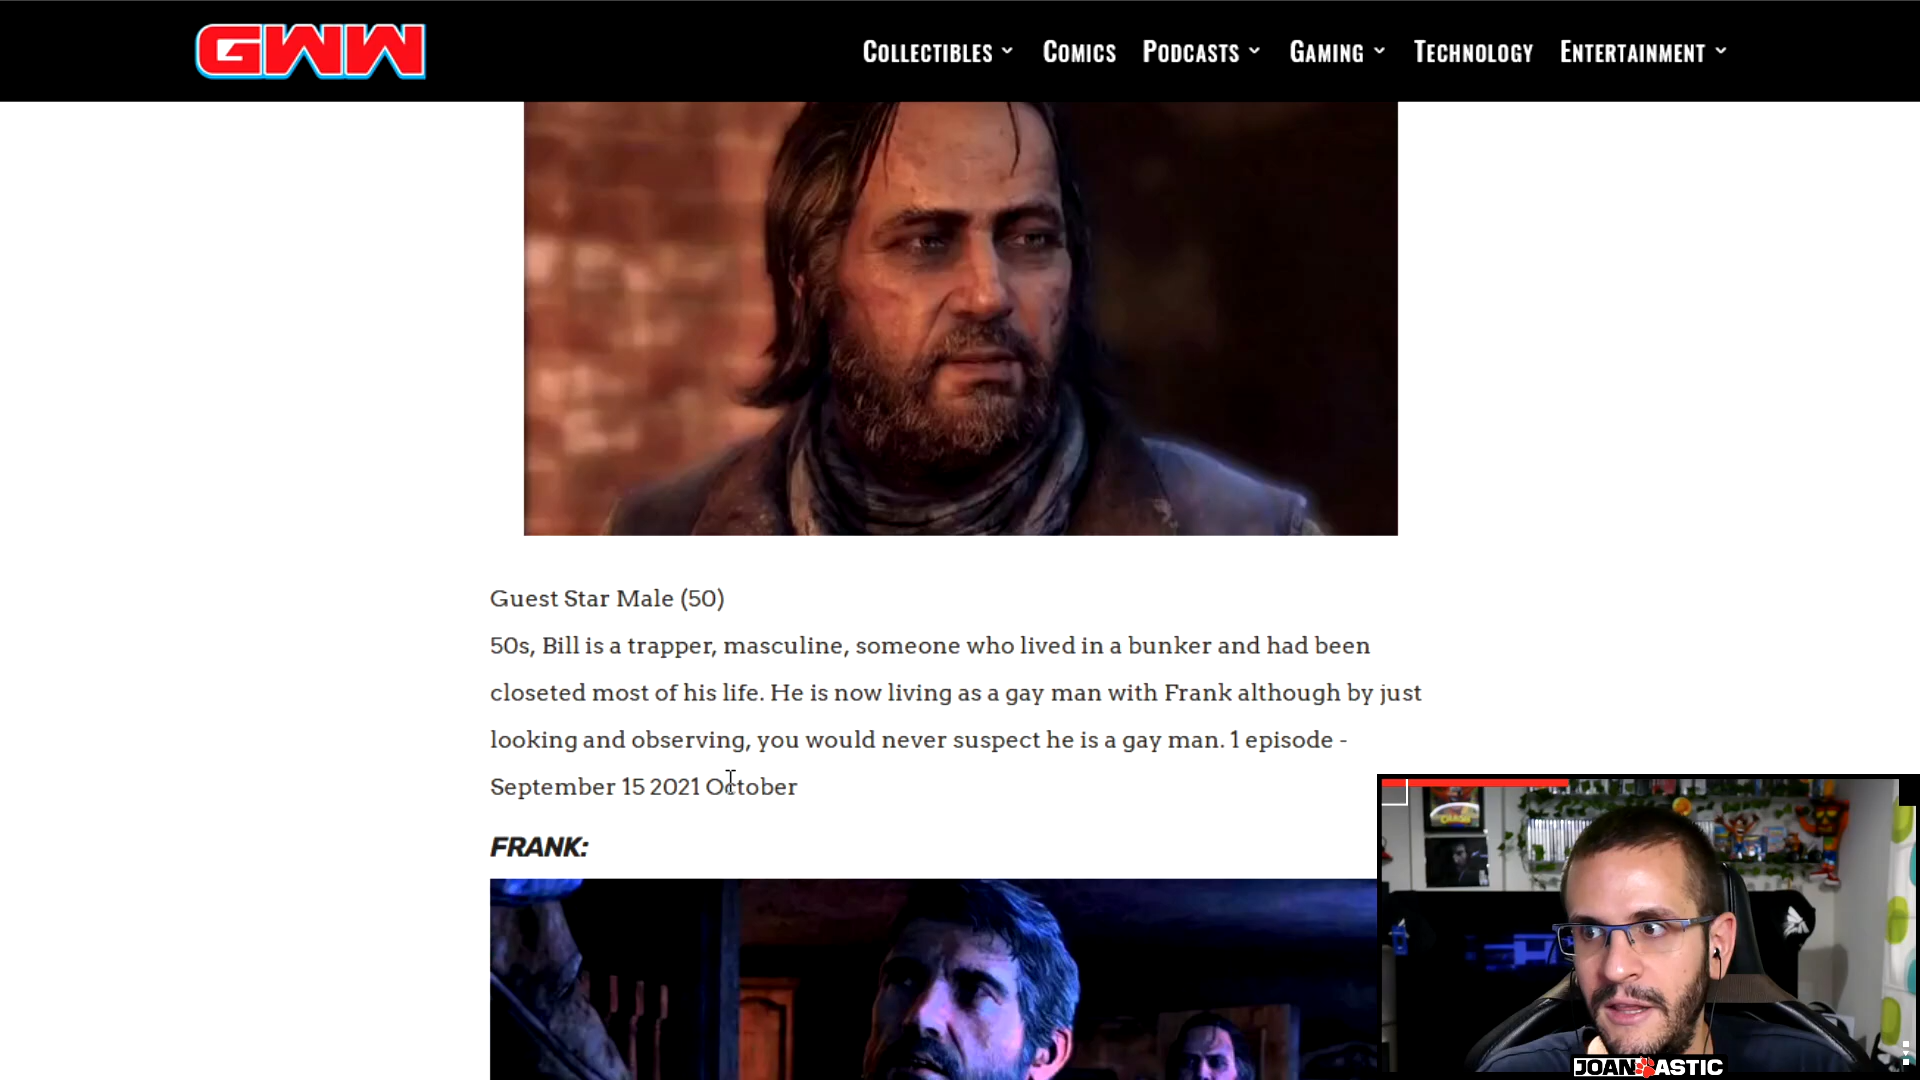 GWW
COLLECTIBLES
COMICS
PODCASTS
GAMING
TECHNOLOGY
ENTERTAINMENT
Guest Star Male (50)
50s, Bill is a trapper, masculine, someone who lived in a bunker and had been
closeted most of his life. He is now living as a gay man with Frank although by just
looking and observing, you would never suspect he is a gay man. 1 episode -
September 15 2021 October
FRANK:
CRASH
JOANTASTIC